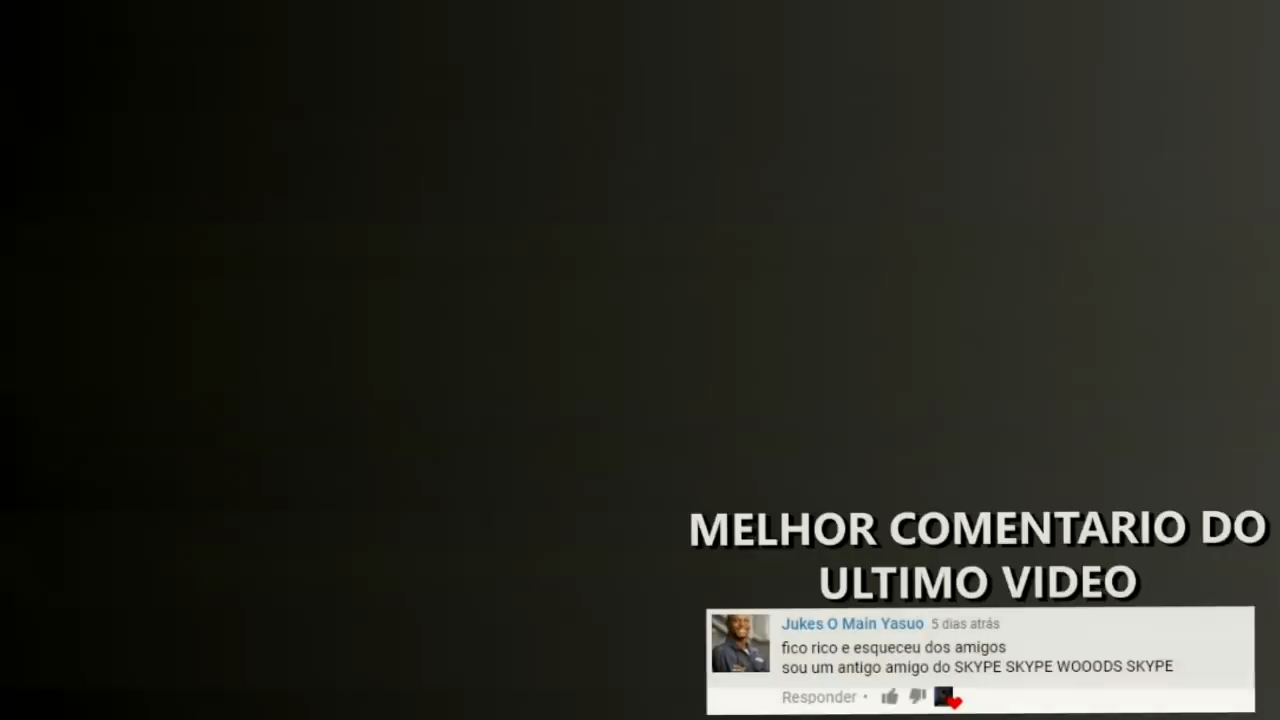 MELHOR COMENTARIO DO
ULTIMO VIDEO
Jukes O Main Yasuo 5 dias atrás
fico rico e esqueceu dos amigos
sou um antigo amigo do SKYPE SKYPE WOOODS SKYPE
Responder •